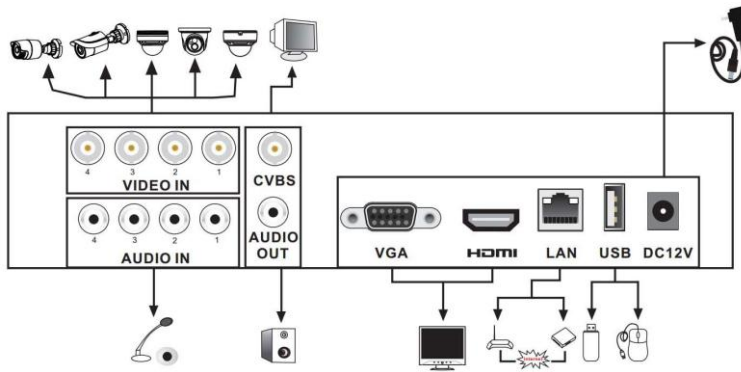 4 3 2 1
VIDEO IN
CVBS
4 3 2 1
AUDIO IN
AUDIO
OUT
VGA
HDMI
LAN
USB
DC12V